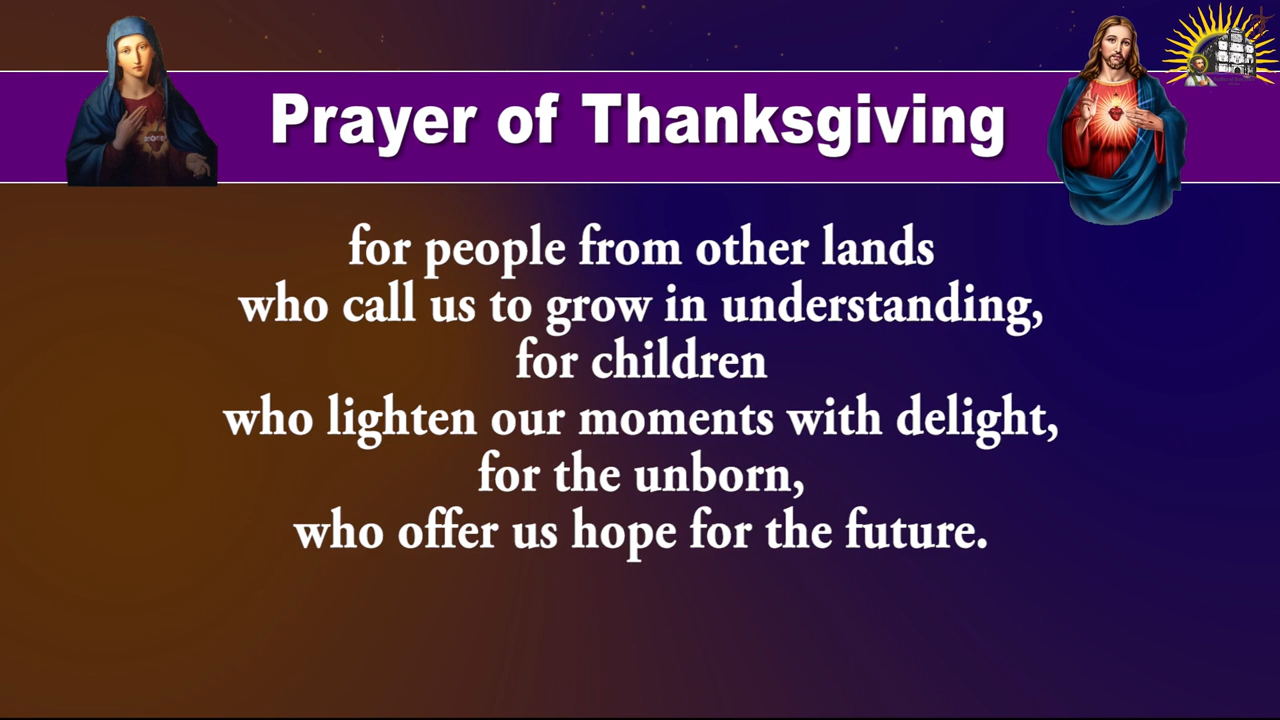 Prayer of Thanksgiving
for people from other lands
who call us to grow in understanding,
for children
who lighten our moments with delight,
for the unborn,
who offer us hope for the future.